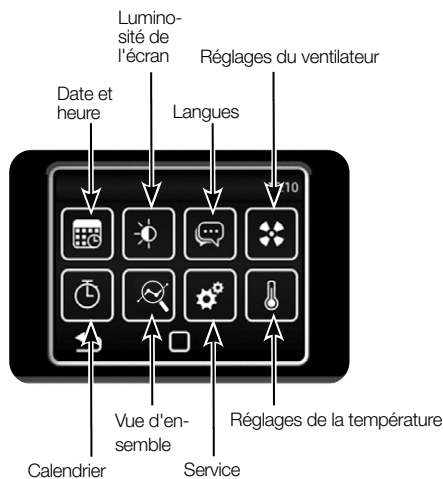 Lumino-
sité de
l'écran
Réglages du ventilateur
Date et
heure
Langues
:10
Vue d'en-
semble
Réglages de la température
Calendrier
Service